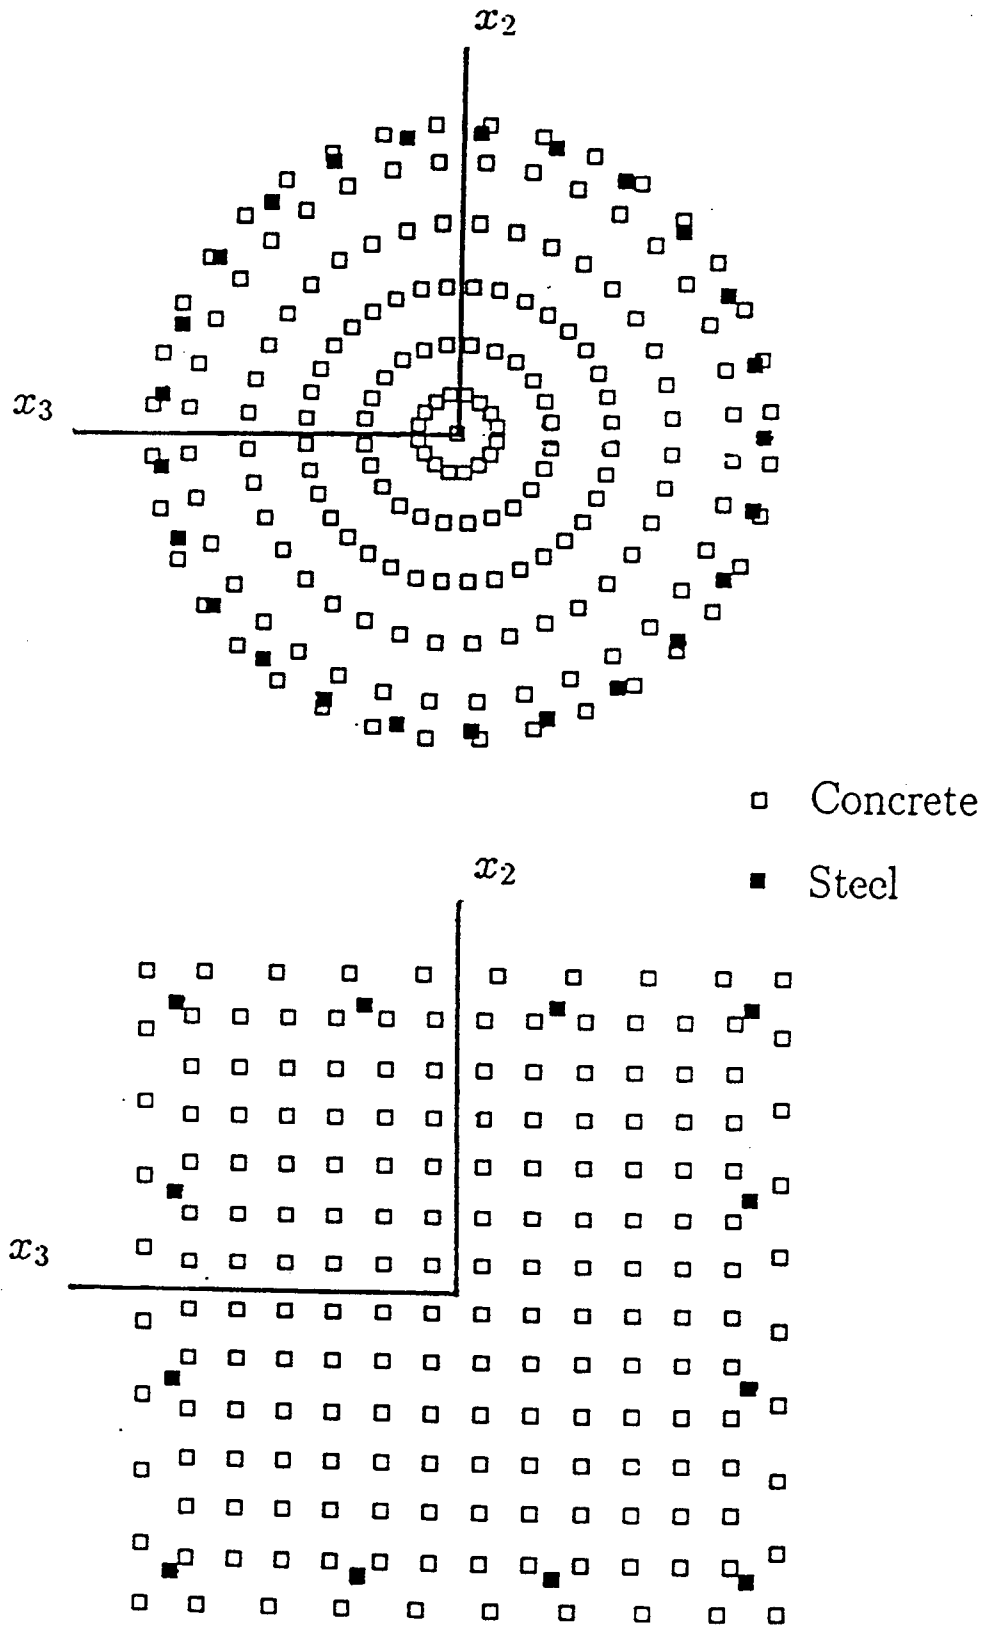 x₂
x₃
Concrete
Steel
x₂
x₃